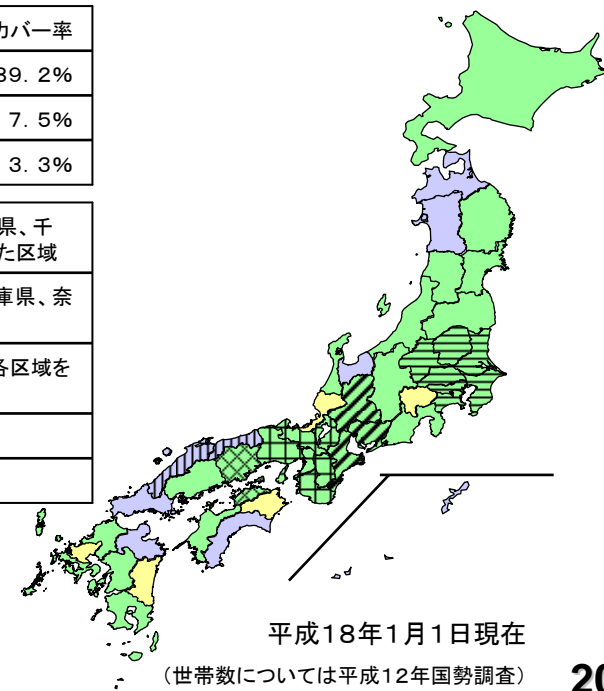 カバー率
89.2%
7.5%
3.3%
県、千
た区域
庫県、奈
各区域を
平成18年1月1日現在
(世帯数については平成12年国勢調査)
20